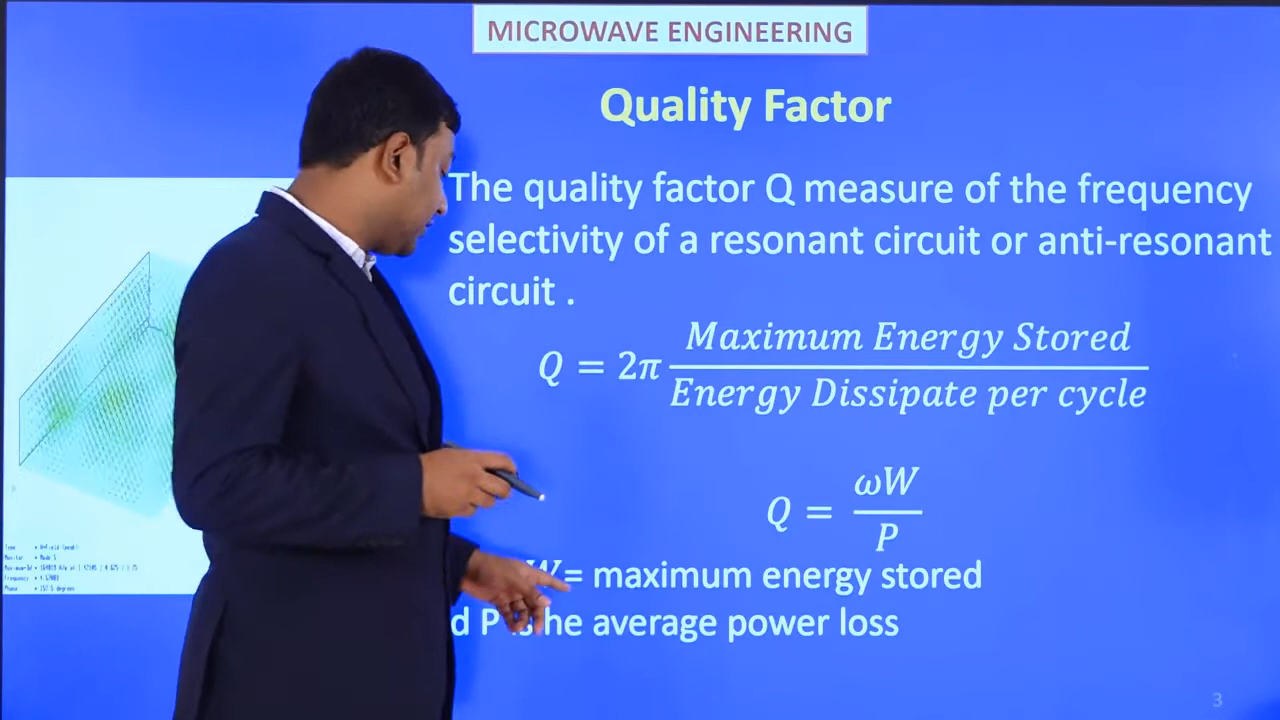 MICROWAVE ENGINEERING
Quality Factor
The quality factor Q measure of the frequency
selectivity of a resonant circuit or anti-resonant
circuit .
Q = 2π Maximum Energy Stored / Energy Dissipate per cycle
Q = ωW / P
W= maximum energy stored
d P is he average power loss
3